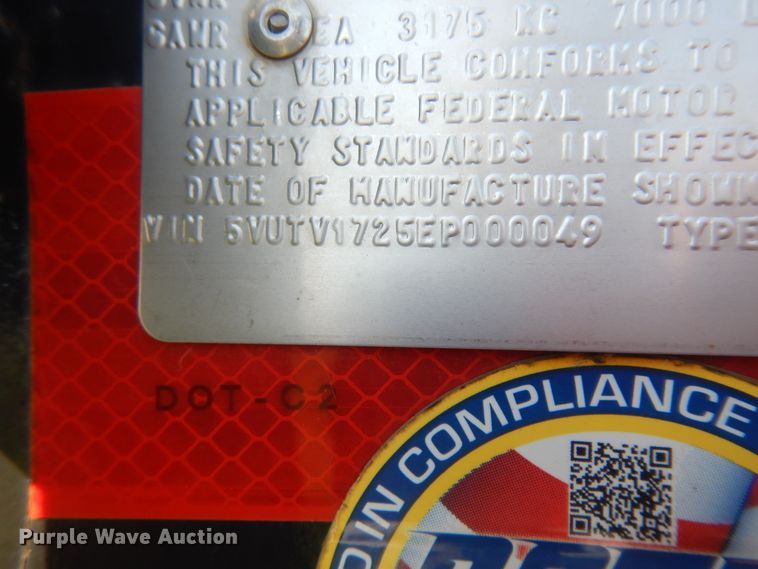 GAWR EA 3175 KG 7000 L
THIS VEHICLE CONFORMS TO
APPLICABLE FEDERAL MOTOR
SAFETY STANDARDS IN EFFEC
DATE OF MANUFACTURE SHOWN
VIN 5VUTV1725EP000049 TYPE
DOT-C2
D IN COMPLIANCE
Purple Wave Auction